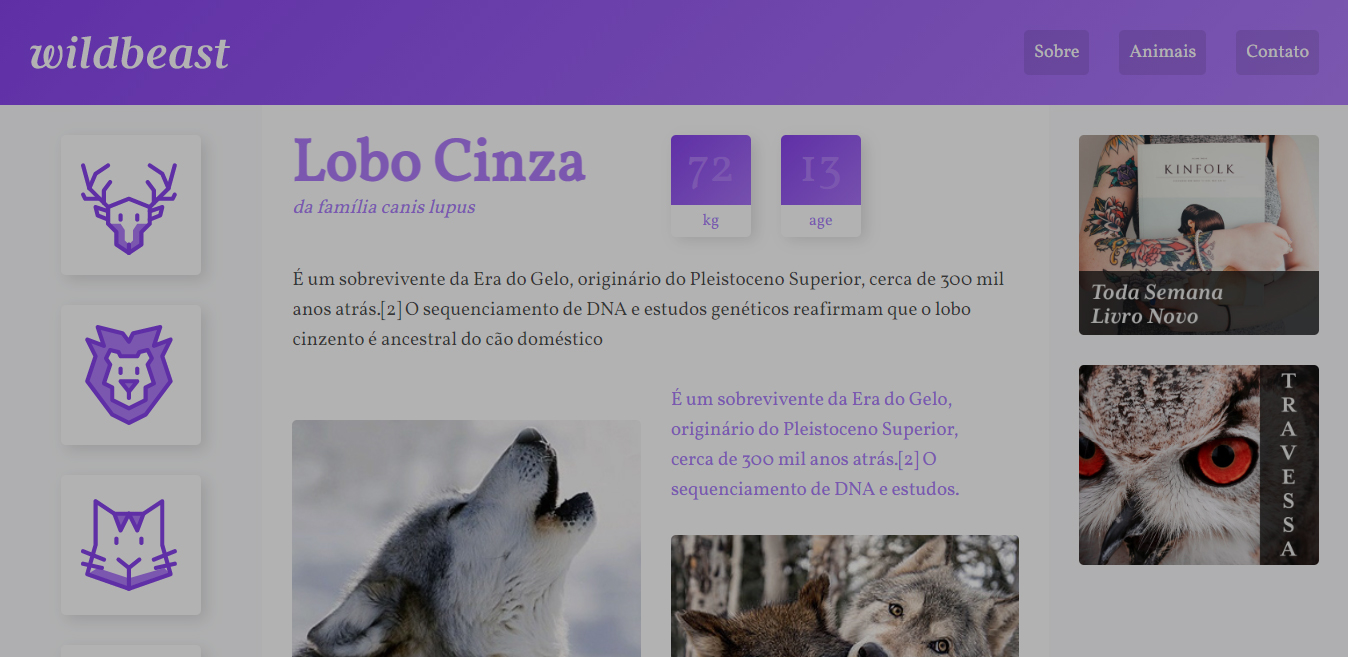 wildbeast
Sobre
Animais
Contato
Lobo Cinza
da família canis lupus
72
kg
13
age
É um sobrevivente da Era do Gelo, originário do Pleistoceno Superior, cerca de 300 mil
anos atrás.[2] O sequenciamento de DNA e estudos genéticos reafirmam que o lobo
cinzento é ancestral do cão doméstico
É um sobrevivente da Era do Gelo,
originário do Pleistoceno Superior,
cerca de 300 mil anos atrás.[2] O
sequenciamento de DNA e estudos.
KINFOLK
Toda Semana
Livro Novo
TRAVESSA